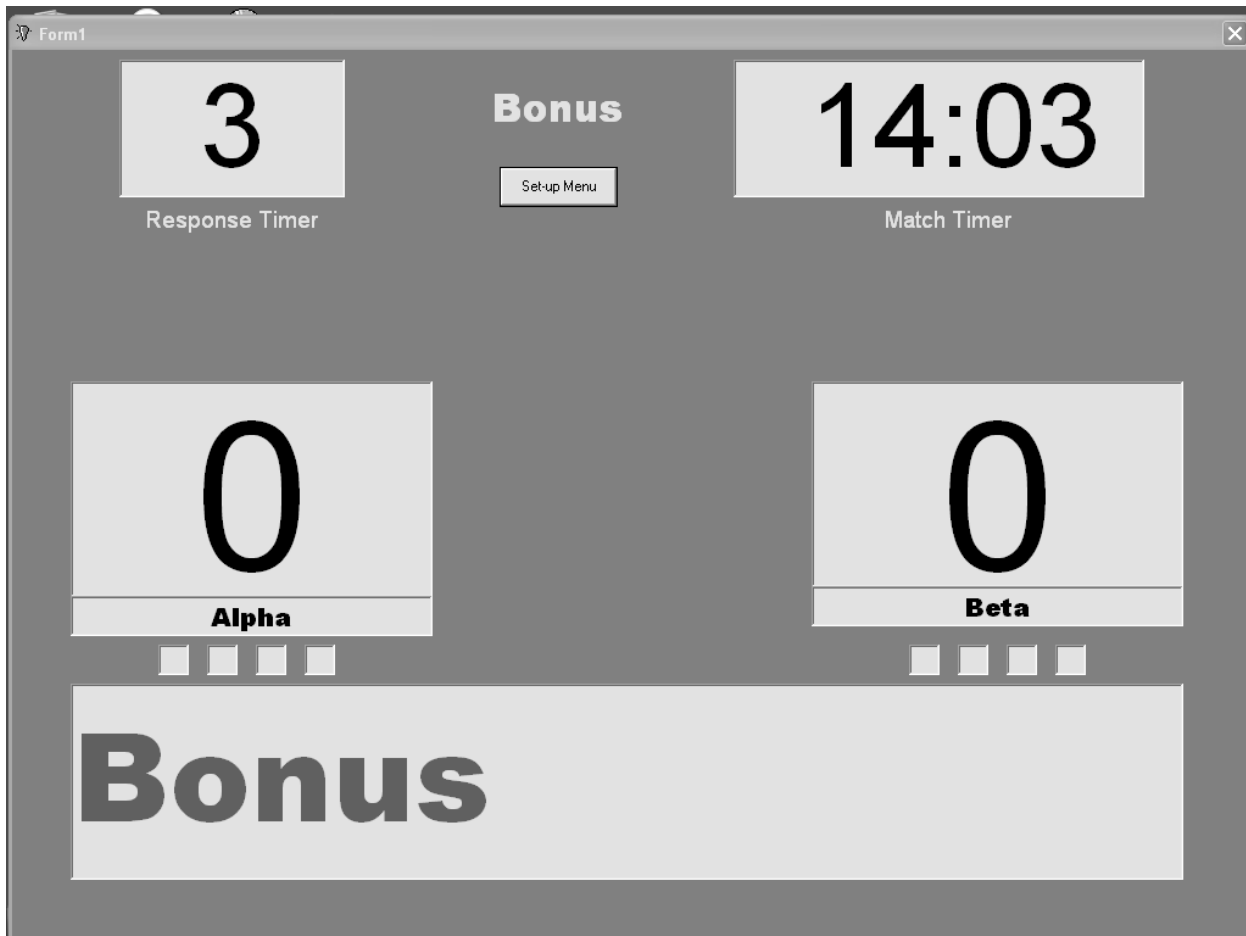 Form1
3
Bonus
14:03
Set-up Menu
Response Timer
Match Timer
0
0
Alpha
Beta
Bonus